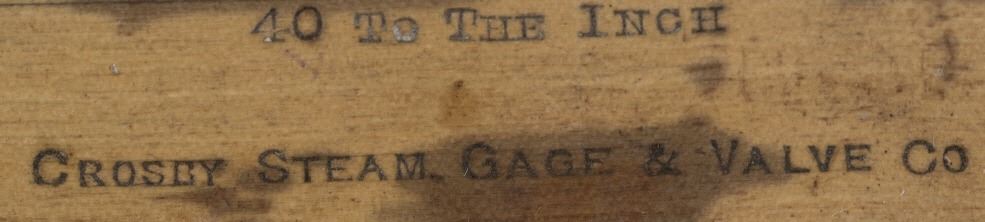 40 To The Inch
Crosby Steam Gage & Valve Co